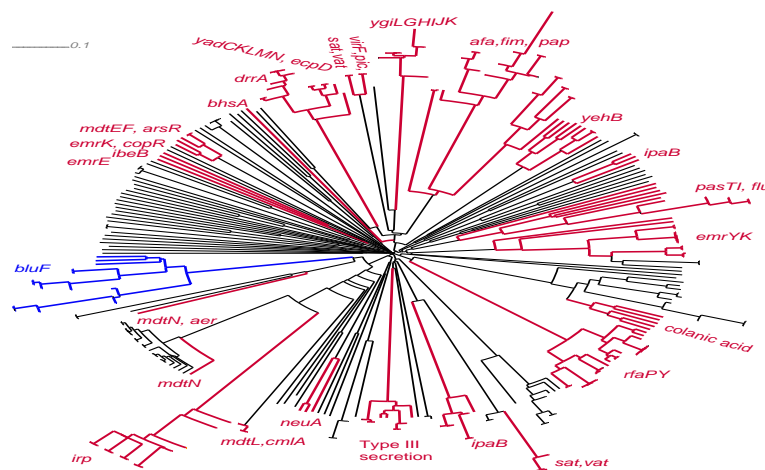 ygiLGHIJK
0.1
yadCKLMN, ecpD
sat,vat
virF,pic,
afa,fim, pap
drrA
bhsA
yehB
mdtEF, arsR
emrK, copR
ibeB
emrE
ipaB
pasTI, flu
emrYK
bluF
mdtN, aer
colanic acid
mdtN
rfaPY
neuA
mdtL,cmlA
Type III
secretion
ipaB
irp
sat,vat